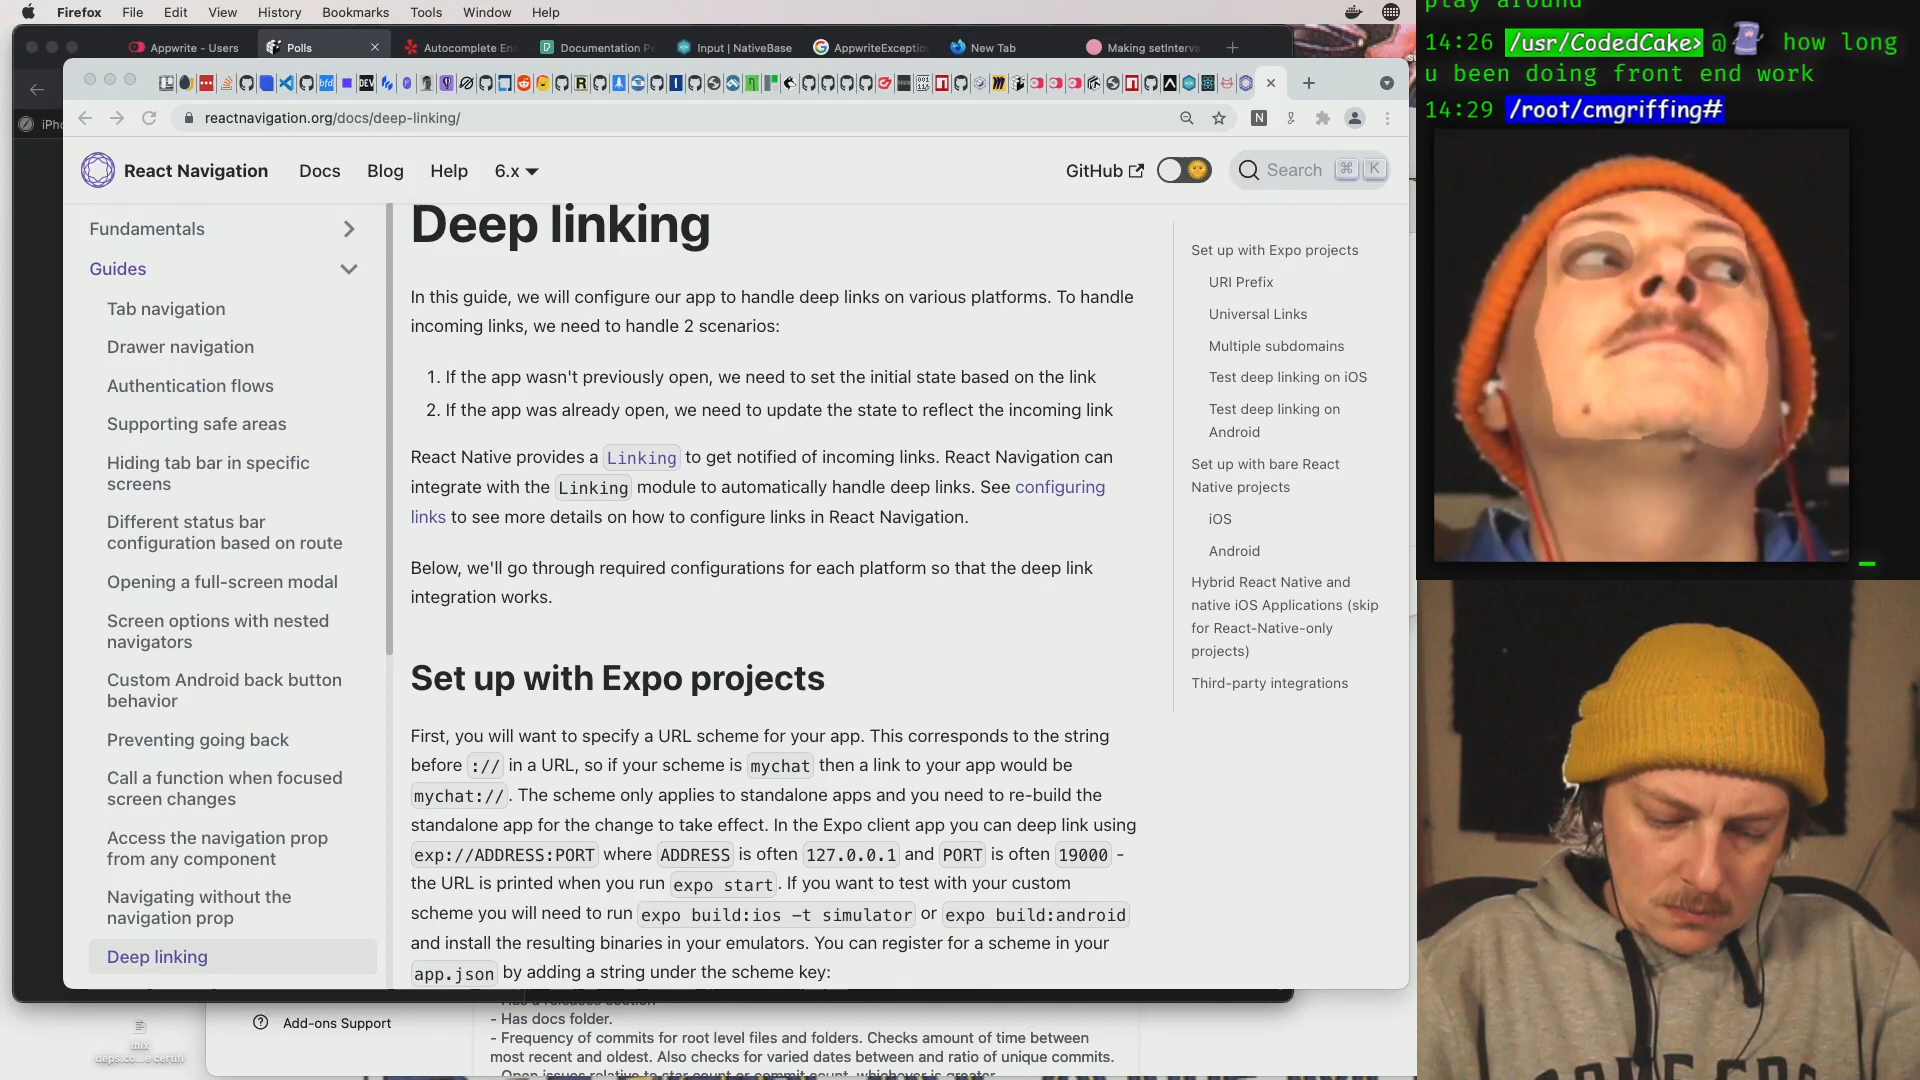 Firefox File Edit View History Bookmarks Tools Window Help
Appwrite - Users
Polls
Autocomplete En
Documentation P
Input | NativeBase
AppwriteExceptio
New Tab
Making setInterva
reactnavigation.org/docs/deep-linking/
React Navigation Docs Blog Help 6.x GitHub Search ⌘ K
Fundamentals
Guides
Tab navigation
Drawer navigation
Authentication flows
Supporting safe areas
Hiding tab bar in specific
screens
Different status bar
configuration based on route
Opening a full-screen modal
Screen options with nested
navigators
Custom Android back button
behavior
Preventing going back
Call a function when focused
screen changes
Access the navigation prop
from any component
Navigating without the
navigation prop
Deep linking
Deep linking
In this guide, we will configure our app to handle deep links on various platforms. To handle
incoming links, we need to handle 2 scenarios:
1. If the app wasn't previously open, we need to set the initial state based on the link
2. If the app was already open, we need to update the state to reflect the incoming link
React Native provides a Linking to get notified of incoming links. React Navigation can
integrate with the Linking module to automatically handle deep links. See configuring
links to see more details on how to configure links in React Navigation.
Below, we'll go through required configurations for each platform so that the deep link
integration works.
Set up with Expo projects
First, you will want to specify a URL scheme for your app. This corresponds to the string
before :// in a URL, so if your scheme is mychat then a link to your app would be
mychat://. The scheme only applies to standalone apps and you need to re-build the
standalone app for the change to take effect. In the Expo client app you can deep link using
exp://ADDRESS:PORT where ADDRESS is often 127.0.0.1 and PORT is often 19000 -
the URL is printed when you run expo start. If you want to test with your custom
scheme you will need to run expo build:ios -t simulator or expo build:android
and install the resulting binaries in your emulators. You can register for a scheme in your
app.json by adding a string under the scheme key:
Set up with Expo projects
URI Prefix
Universal Links
Multiple subdomains
Test deep linking on iOS
Test deep linking on
Android
Set up with bare React
Native projects
iOS
Android
Hybrid React Native and
native iOS Applications (skip
for React-Native-only
projects)
Third-party integrations
Add-ons Support
- Has a releases section
- Has docs folder.
- Frequency of commits for root level files and folders. Checks amount of time between
most recent and oldest. Also checks for varied dates between and ratio of unique commits.
- Open issues relative to star count or commit count, whichever is greater
mix
play around
14:26 /usr/CodedCake> @ how long
u been doing front end work
14:29 /root/cmgriffing#